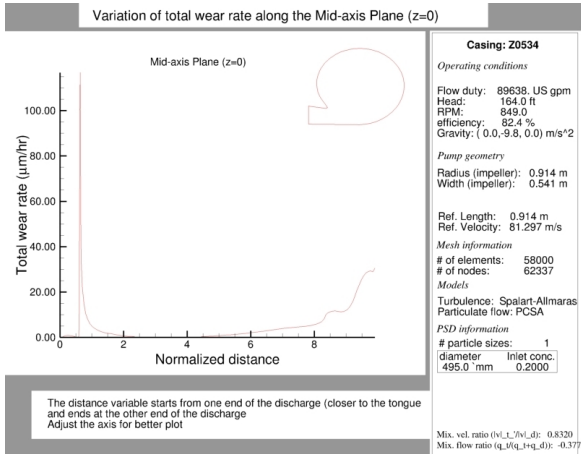 Variation of total wear rate along the Mid-axis Plane (z=0)
Mid-axis Plane (z=0)
Total wear rate (μm/hr)
100.00
80.00
60.00
40.00
20.00
0.00
0 2 4 6 8
Normalized distance
The distance variable starts from one end of the discharge (closer to the tongue
and ends at the other end of the discharge
Adjust the axis for better plot
Casing: Z0534
Operating conditions
Flow duty: 89638. US gpm
Head: 164.0 ft
RPM: 849.0
efficiency: 82.4 %
Gravity: ( 0.0,-9.8, 0.0) m/s^2
Pump geometry
Radius (impeller): 0.914 m
Width (impeller): 0.541 m
Ref. Length: 0.914 m
Ref. Velocity: 81.297 m/s
Mesh information
# of elements: 58000
# of nodes: 62337
Models
Turbulence: Spalart-Allmaras
Particulate flow: PCSA
PSD information
# particle sizes: 1
diameter Inlet conc.
495.0 `mm 0.2000
Mix. vel. ratio (|v|_t_'/|v|_d): 0.8320
Mix. flow ratio (q_t/(q_t+q_d)): -0.377